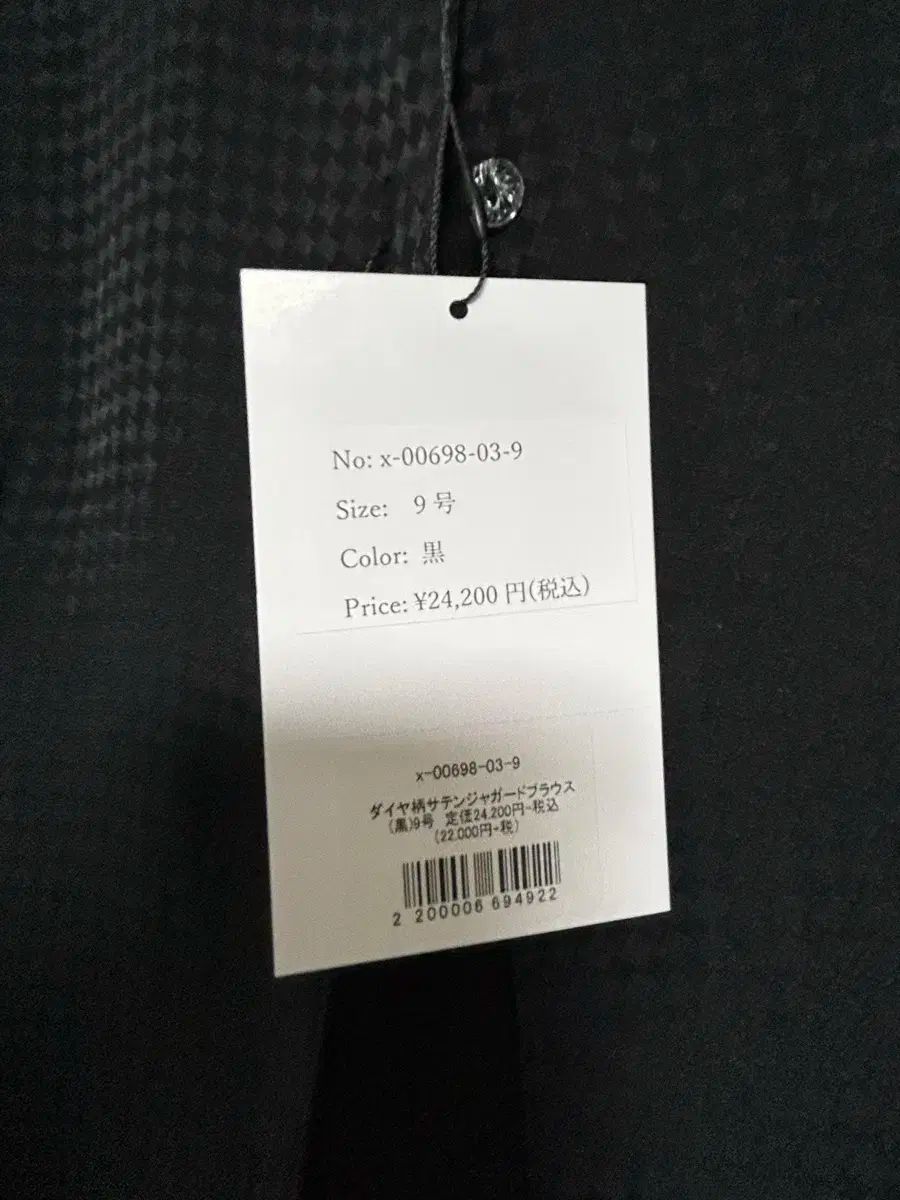 No: x-00698-03-9
Size: 9号
Color: 黒
Price: ¥24,200円(税込)
x-00698-03-9
ダイヤ柄サテンジャガードブラウス
(黒)9号 定価24,200円-税込
(22,000円+税)
2 200006 694922